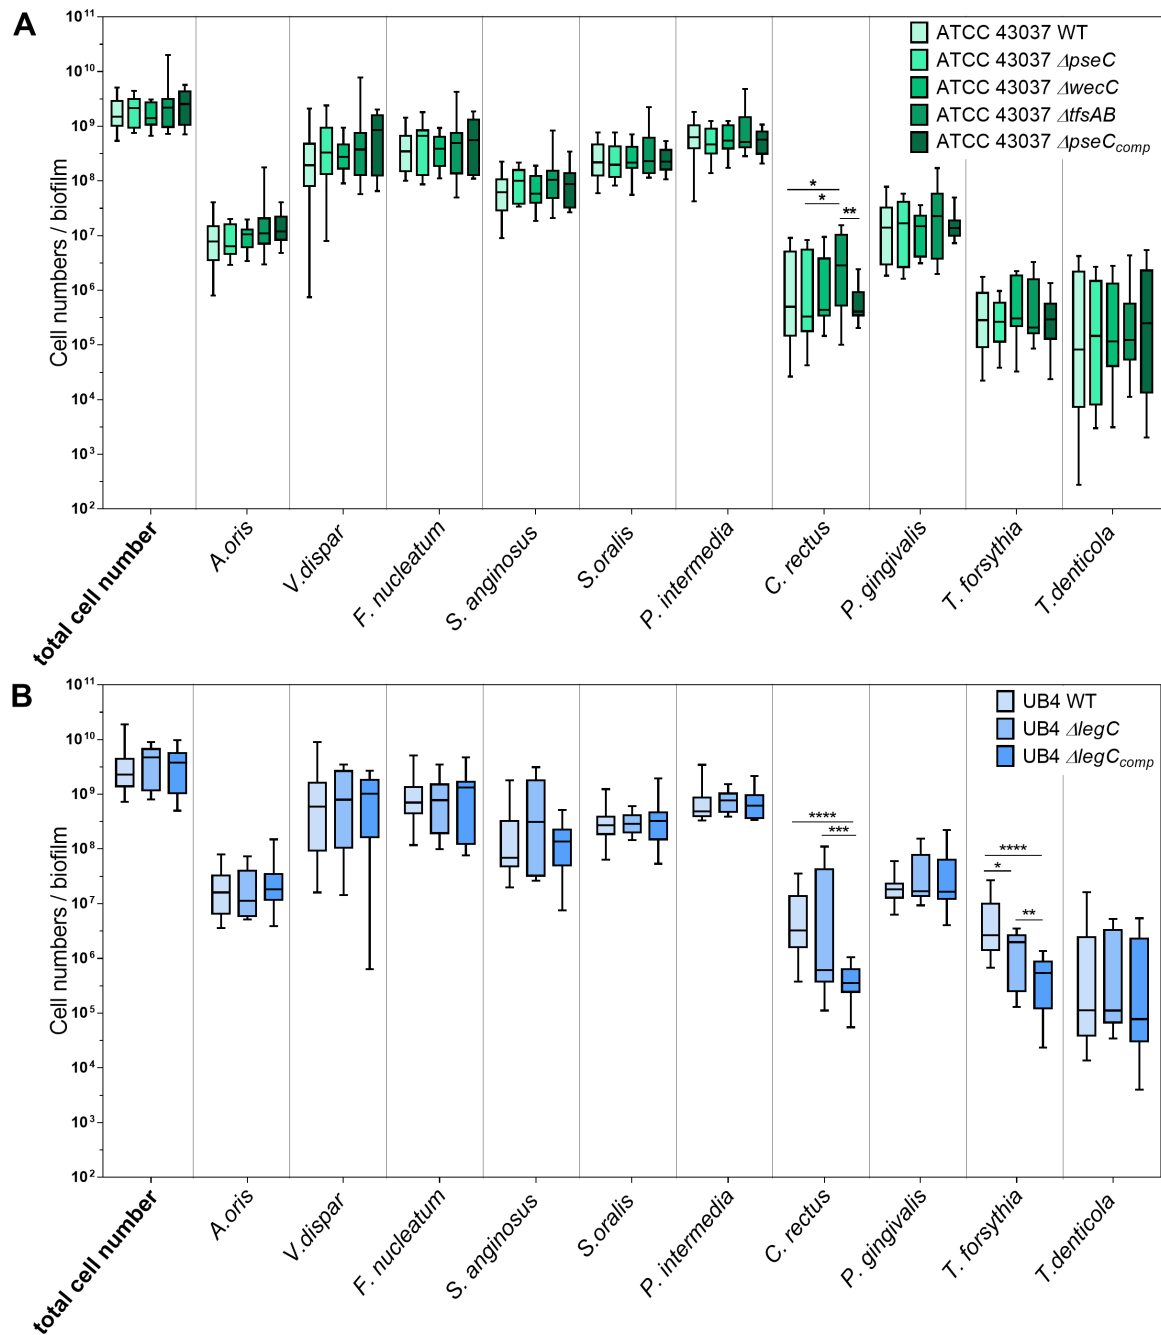 A
10¹¹
10¹⁰
10⁹
10⁸
10⁷
10⁶
10⁵
10⁴
10³
10²
Cell numbers / biofilm
ATCC 43037 WT
ATCC 43037 ΔpseC
ATCC 43037 ΔwecC
ATCC 43037 ΔtfsAB
ATCC 43037 ΔpseCcomp
*
*
**
total cell number
A.oris
V.dispar
F. nucleatum
S. anginosus
S.oralis
P. intermedia
C. rectus
P. gingivalis
T. forsythia
T.denticola
B
10¹¹
10¹⁰
10⁹
10⁸
10⁷
10⁶
10⁵
10⁴
10³
10²
Cell numbers / biofilm
UB4 WT
UB4 ΔlegC
UB4 ΔlegCcomp
****
***
****
*
**
total cell number
A.oris
V.dispar
F. nucleatum
S. anginosus
S.oralis
P. intermedia
C. rectus
P. gingivalis
T. forsythia
T.denticola